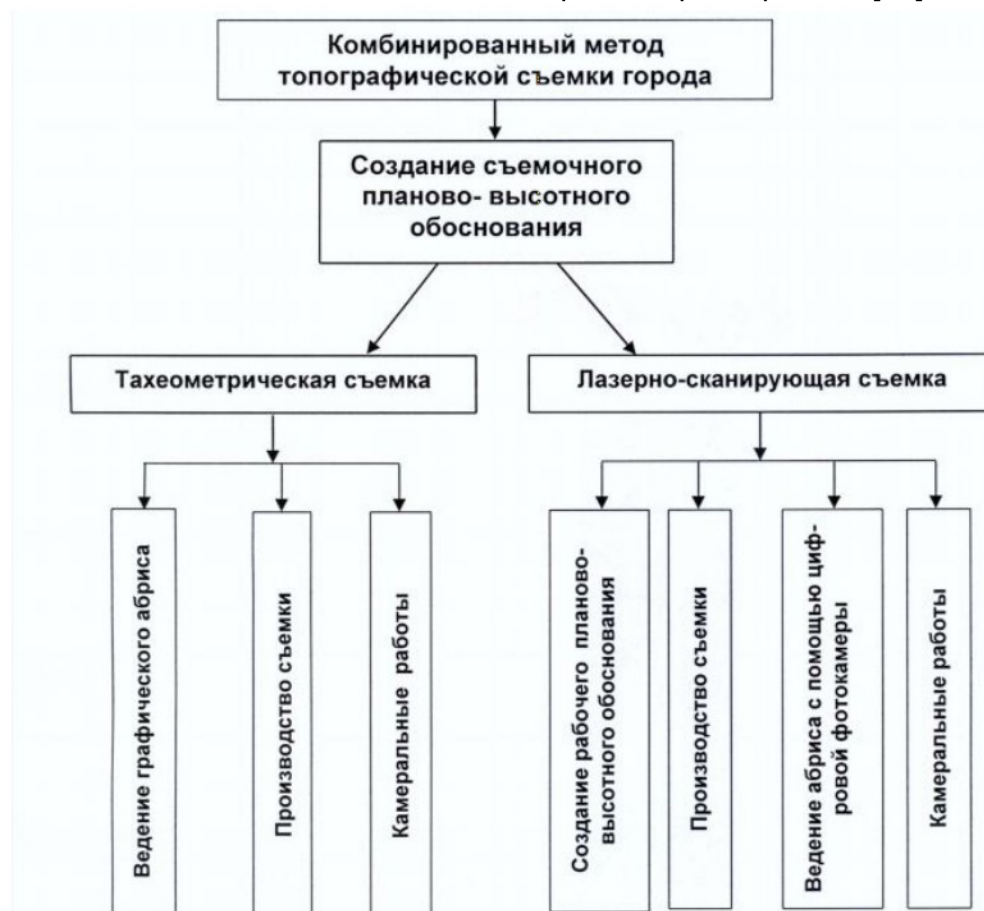 Комбинированный метод
топографической съемки города
Создание съемочного
планово- высотного
обоснования
Тахеометрическая съемка
Лазерно-сканирующая съемка
Ведение графического абриса
Производство съемки
Камеральные работы
Создание рабочего планово-
высотного обоснования
Производство съемки
Ведение абриса с помощью циф-
ровой фотокамеры
Камеральные работы